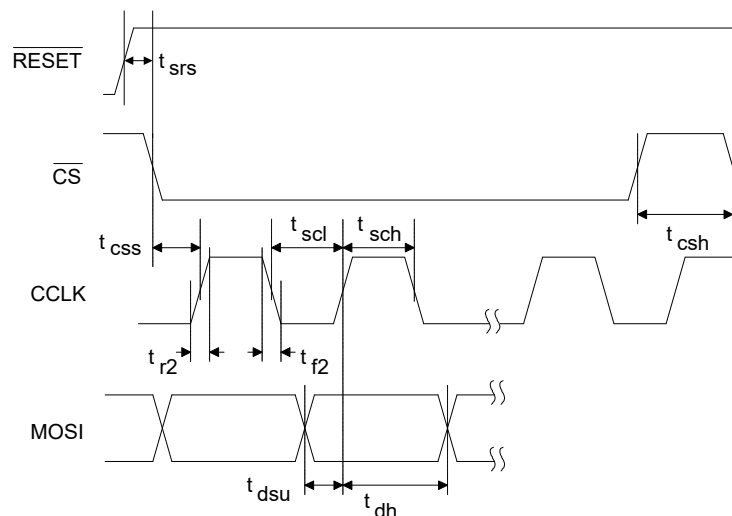 RESET
t srs
CS
t css
t scl
t sch
t csh
CCLK
t r2
t f2
MOSI
t dsu
t dh